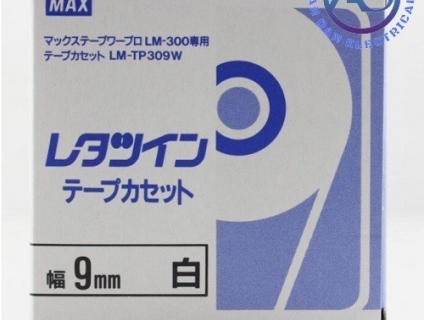 MAX
マックステープワープロ LM-300専用
テープカセット LM-TP309W
レタツイン
テープカセット
幅 9mm 白